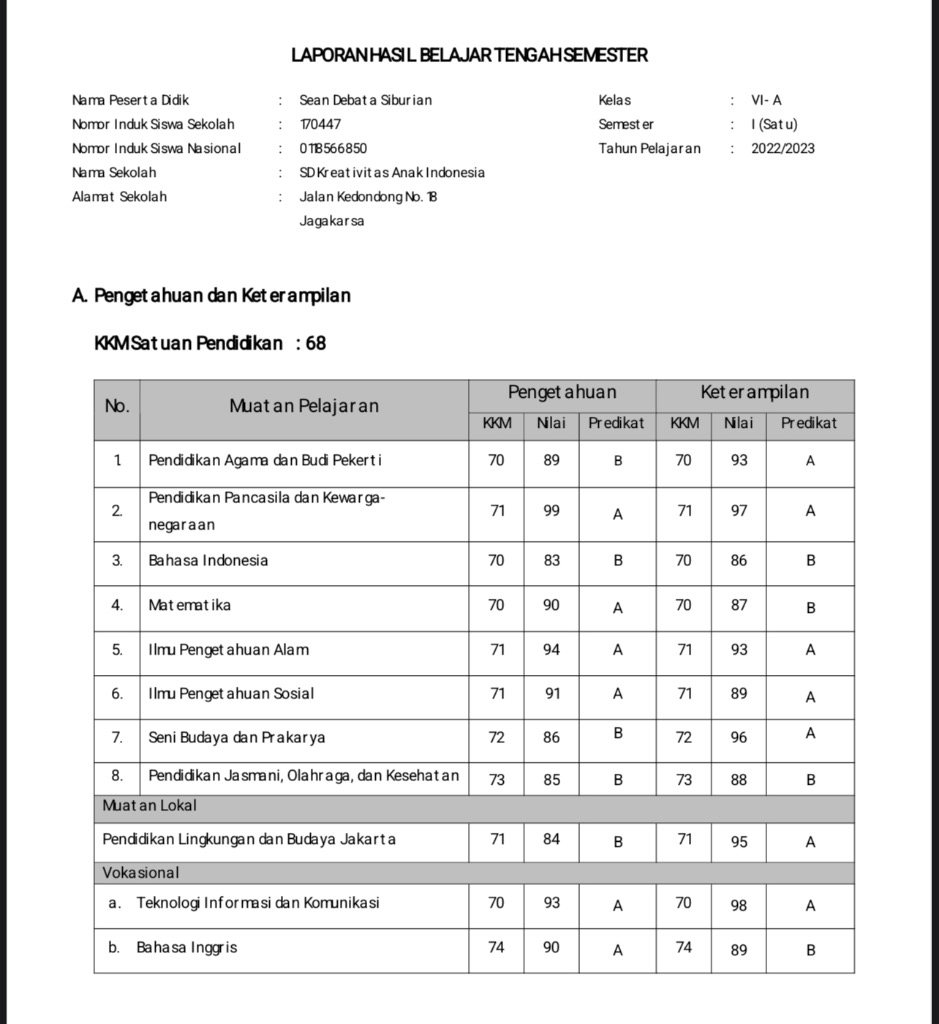 LAPORAN HASIL BELAJAR TENGAH SEMESTER
Nama Peserta Didik : Sean Debata Siburian Kelas : VI- A
Nomor Induk Siswa Sekolah : 170447 Semester : I (Satu)
Nomor Induk Siswa Nasional : 0118566850 Tahun Pelajaran : 2022/2023
Nama Sekolah : SD Kreativitas Anak Indonesia
Alamat Sekolah : Jalan Kedondong No. 18
Jagakarsa
A. Pengetahuan dan Keterampilan
KKM Satuan Pendidikan : 68
No. Muatan Pelajaran Pengetahuan Keterampilan
KKM Nilai Predikat KKM Nilai Predikat
1. Pendidikan Agama dan Budi Pekerti 70 89 B 70 93 A
2. Pendidikan Pancasila dan Kewarga-
negaraan 71 99 A 71 97 A
3. Bahasa Indonesia 70 83 B 70 86 B
4. Matematika 70 90 A 70 87 B
5. Ilmu Pengetahuan Alam 71 94 A 71 93 A
6. Ilmu Pengetahuan Sosial 71 91 A 71 89 A
7. Seni Budaya dan Prakarya 72 86 B 72 96 A
8. Pendidikan Jasmani, Olahraga, dan Kesehatan 73 85 B 73 88 B
Muatan Lokal
Pendidikan Lingkungan dan Budaya Jakarta 71 84 B 71 95 A
Vokasional
a. Teknologi Informasi dan Komunikasi 70 93 A 70 98 A
b. Bahasa Inggris 74 90 A 74 89 B